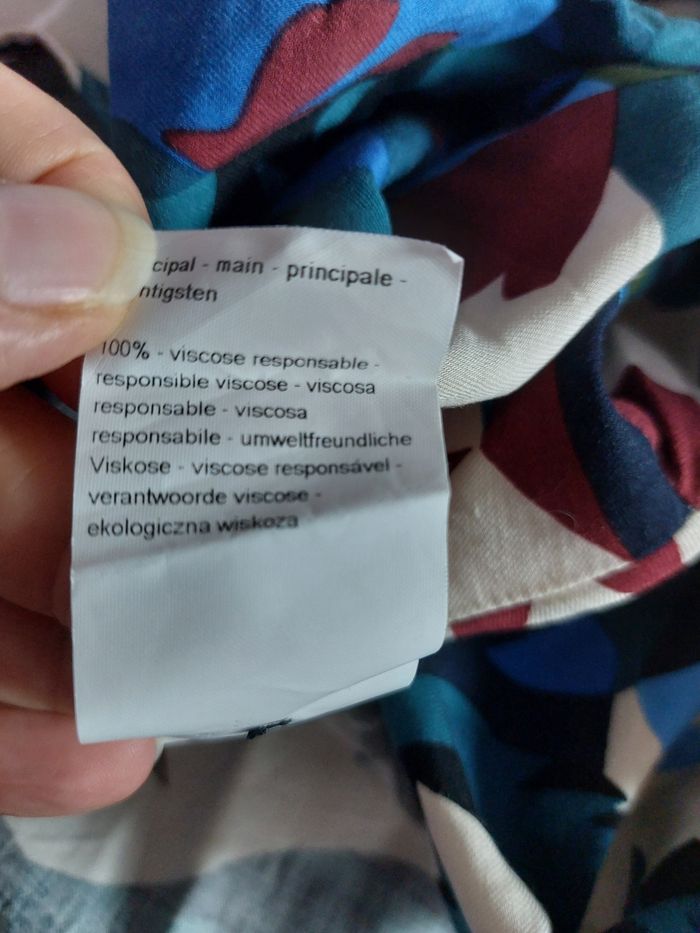 cipal - main - principale -
ntigsten
100% - viscose responsable -
responsible viscose - viscosa
responsable - viscosa
responsabile - umweltfreundliche
Viskose - viscose responsável -
verantwoorde viscose -
ekologiczna wiskoza